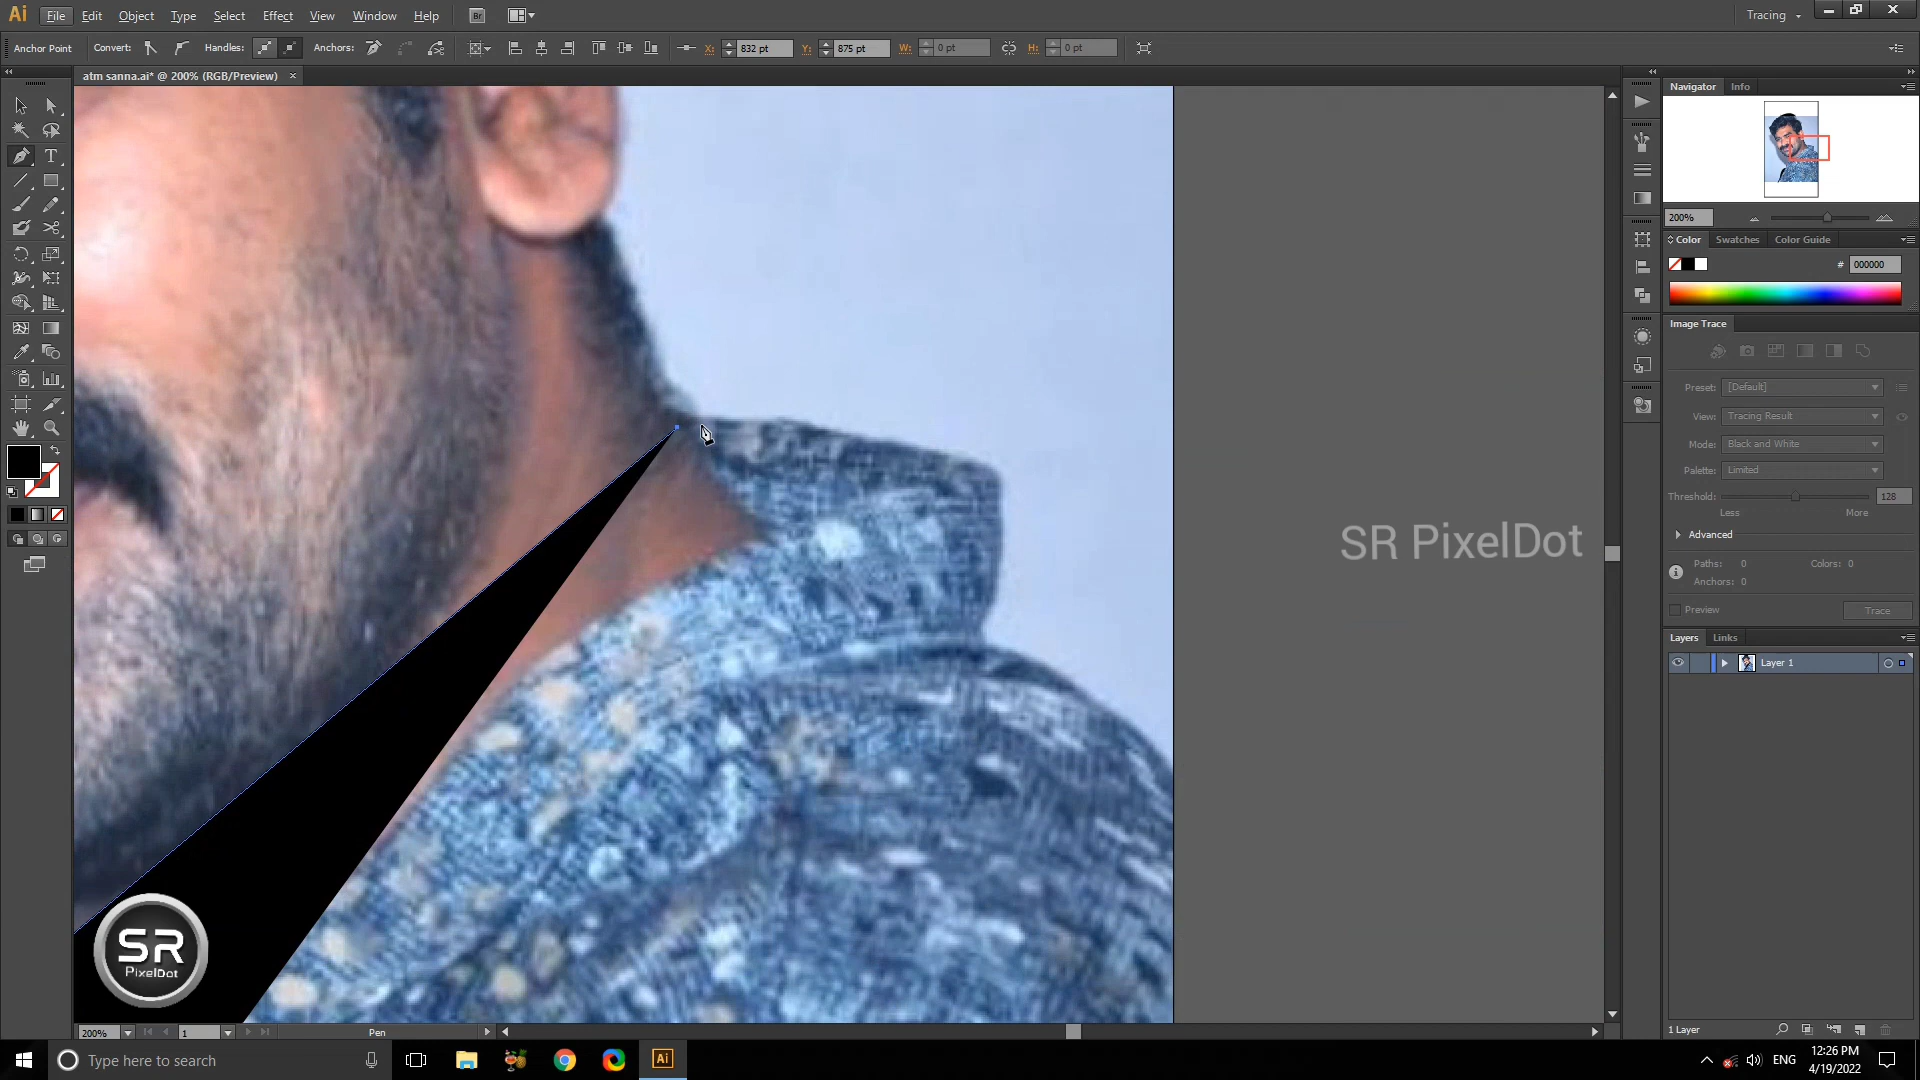 Ai File Edit Object Type Select Effect View Window Help Br Tracing
Anchor Point Convert: Handles: Anchors: X: 832 pt Y: 875 pt W: 0 pt H: 0 pt
atm sanna.ai* @ 200% (RGB/Preview)
Navigator Info
200%
Color Swatches Color Guide
# 000000
Image Trace
Preset: [Default]
View: Tracing Result
Mode: Black and White
Palette: Limited
Threshold: 128
Less More
Advanced
Paths: 0 Colors: 0
Anchors: 0
Preview Trace
Layers Links
Layer 1
1 Layer
SR PixelDot
SR
PixelDot
200% 1 Pen
Type here to search
Ai
ENG
12:26 PM
4/19/2022